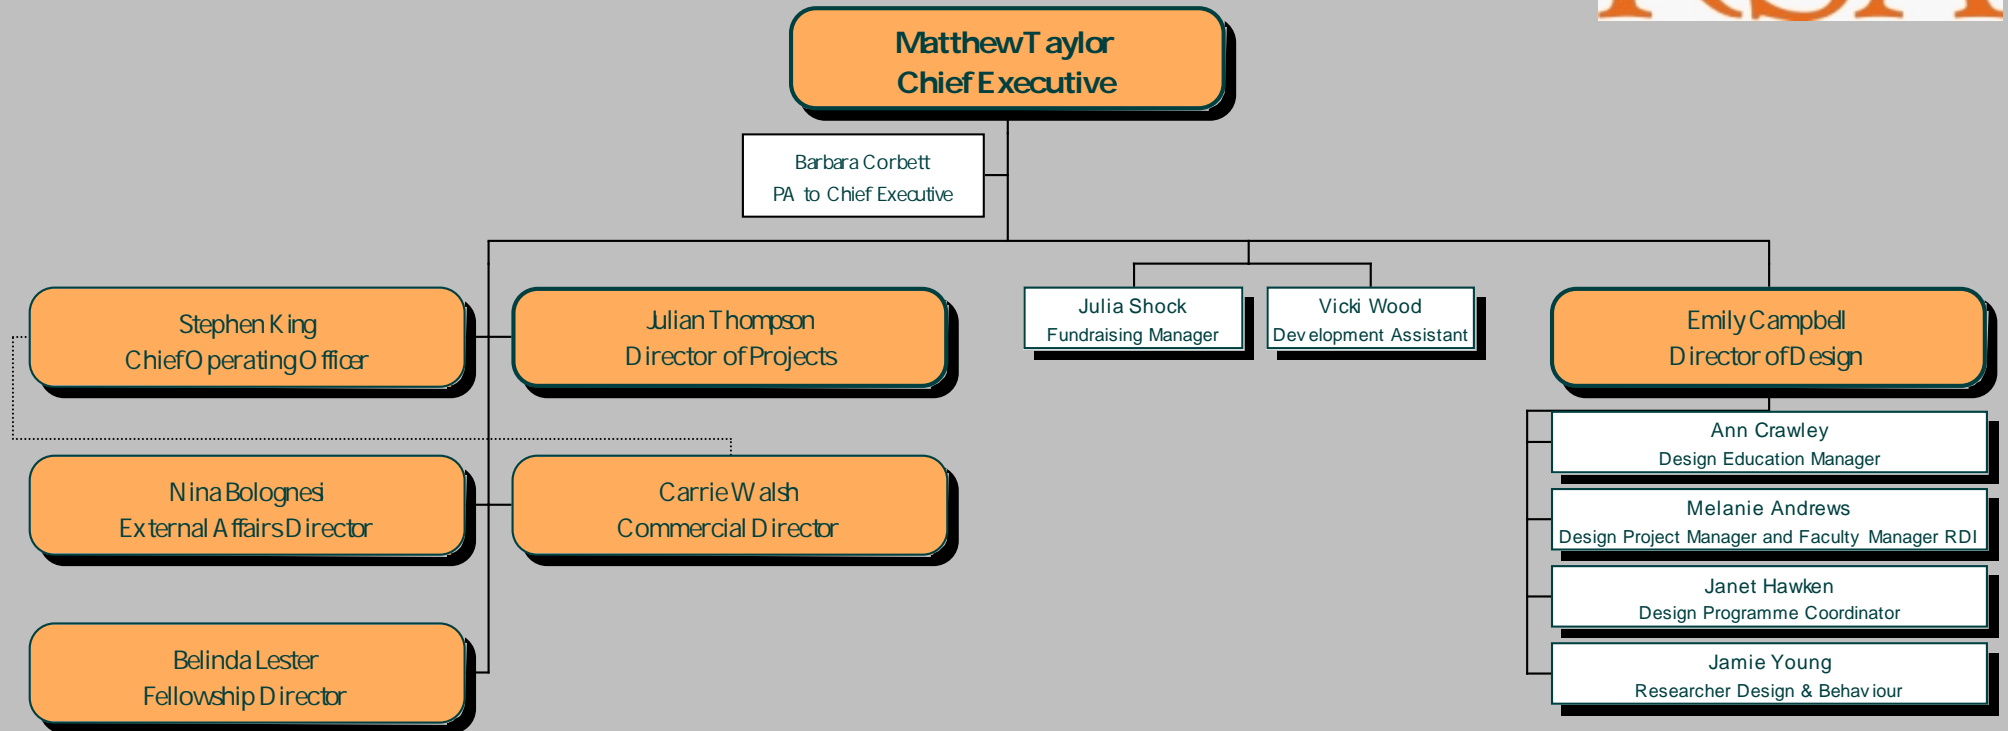 RSA
Matthew Taylor
Chief Executive
Barbara Corbett
PA to Chief Executive
Stephen King
Chief Operating Officer
Julian Thompson
Director of Projects
Julia Shock
Fundraising Manager
Vicki Wood
Development Assistant
Emily Campbell
Director of Design
Ann Crawley
Design Education Manager
Melanie Andrews
Design Project Manager and Faculty Manager RDI
Janet Hawken
Design Programme Coordinator
Jamie Young
Researcher Design & Behaviour
Nina Bolognesi
External Affairs Director
Carrie Walsh
Commercial Director
Belinda Lester
Fellowship Director